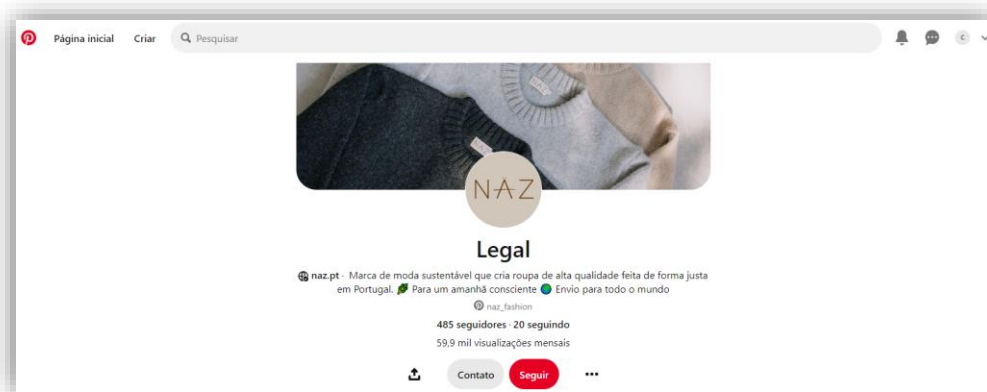 Página inicial Criar Pesquisar C
NAZ
NAZ
NAZ
Legal
naz.pt · Marca de moda sustentável que cria roupa de alta qualidade feita de forma justa
em Portugal. 🌿 Para um amanhã consciente 🌍 Envio para todo o mundo
naz_fashion
485 seguidores · 20 seguindo
59,9 mil visualizações mensais
Contato Seguir